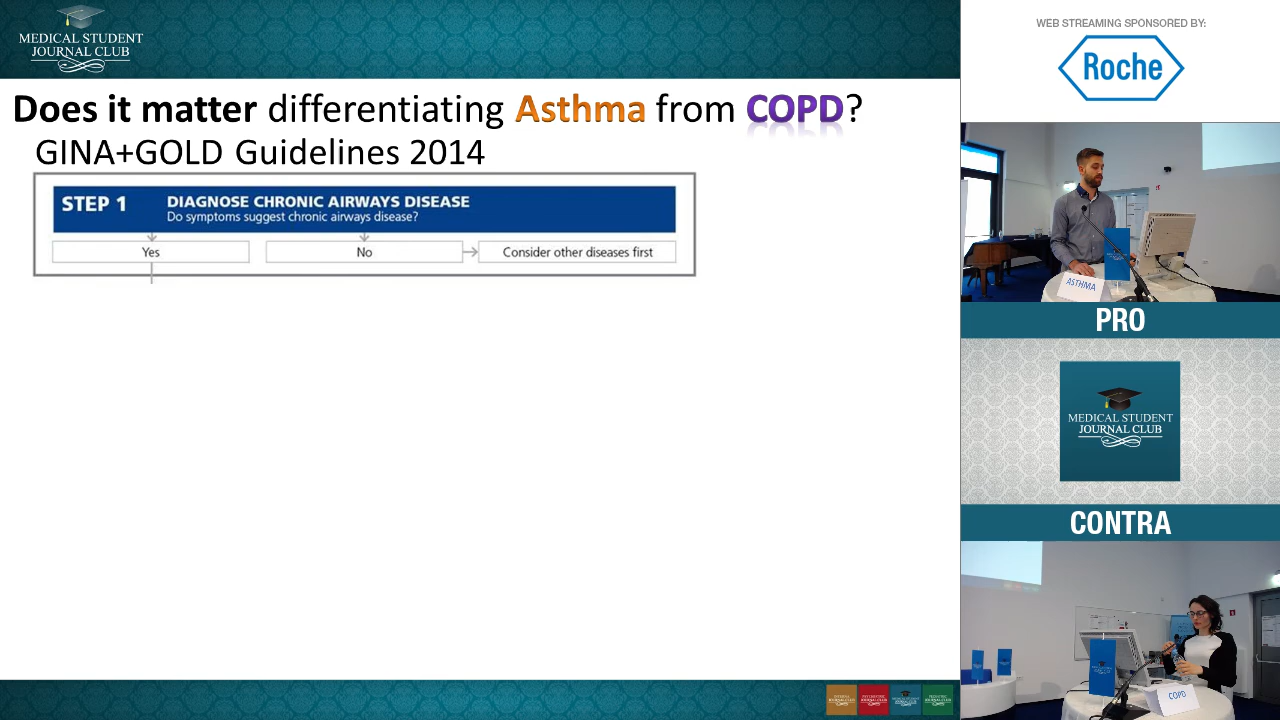 MEDICAL STUDENT
JOURNAL CLUB
Does it matter differentiating Asthma from COPD?
GINA+GOLD Guidelines 2014
STEP 1
DIAGNOSE CHRONIC AIRWAYS DISEASE
Do symptoms suggest chronic airways disease?
Yes
No
Consider other diseases first
WEB STREAMING SPONSORED BY:
Roche
ASTHMA
PRO
MEDICAL STUDENT
JOURNAL CLUB
CONTRA
COPD